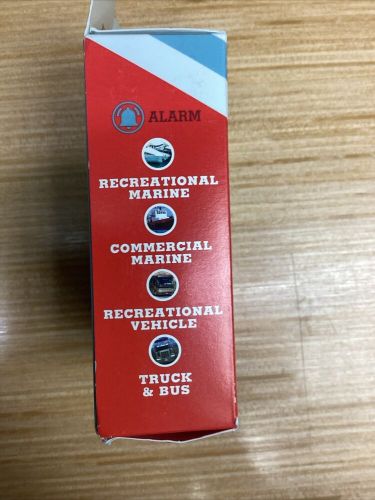 ALARM
RECREATIONAL
MARINE
COMMERCIAL
MARINE
RECREATIONAL
VEHICLE
TRUCK
& BUS